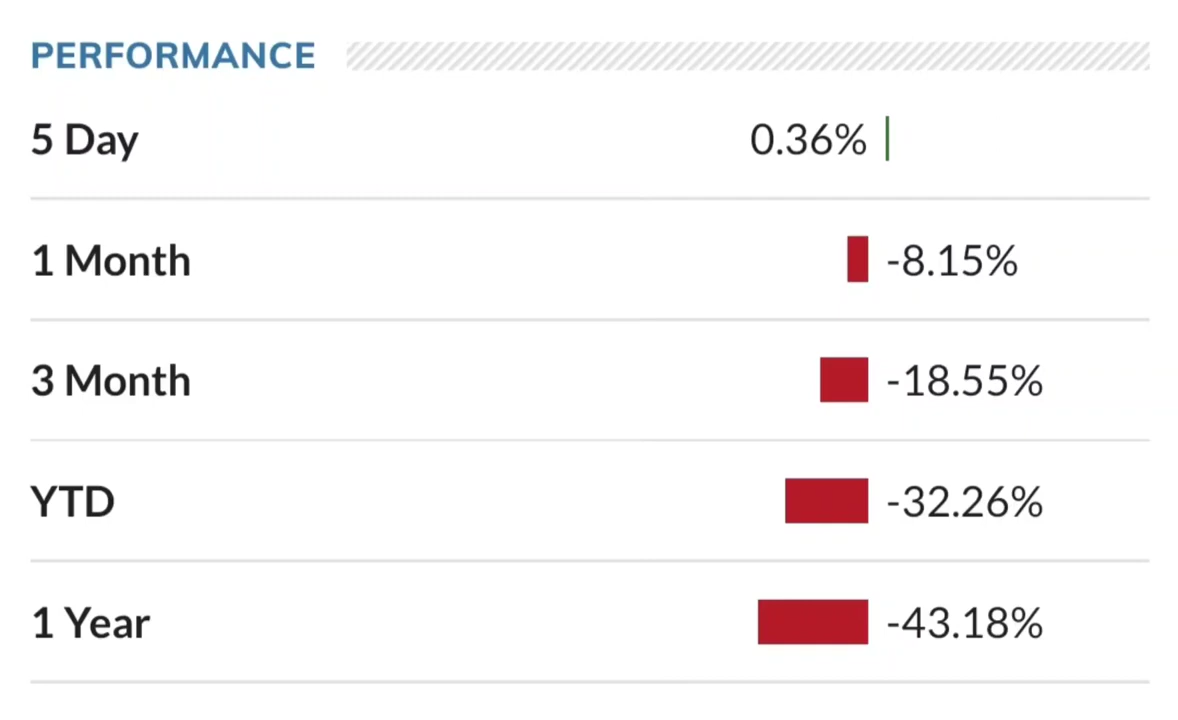 PERFORMANCE
5 Day 0.36%
1 Month -8.15%
3 Month -18.55%
YTD -32.26%
1 Year -43.18%